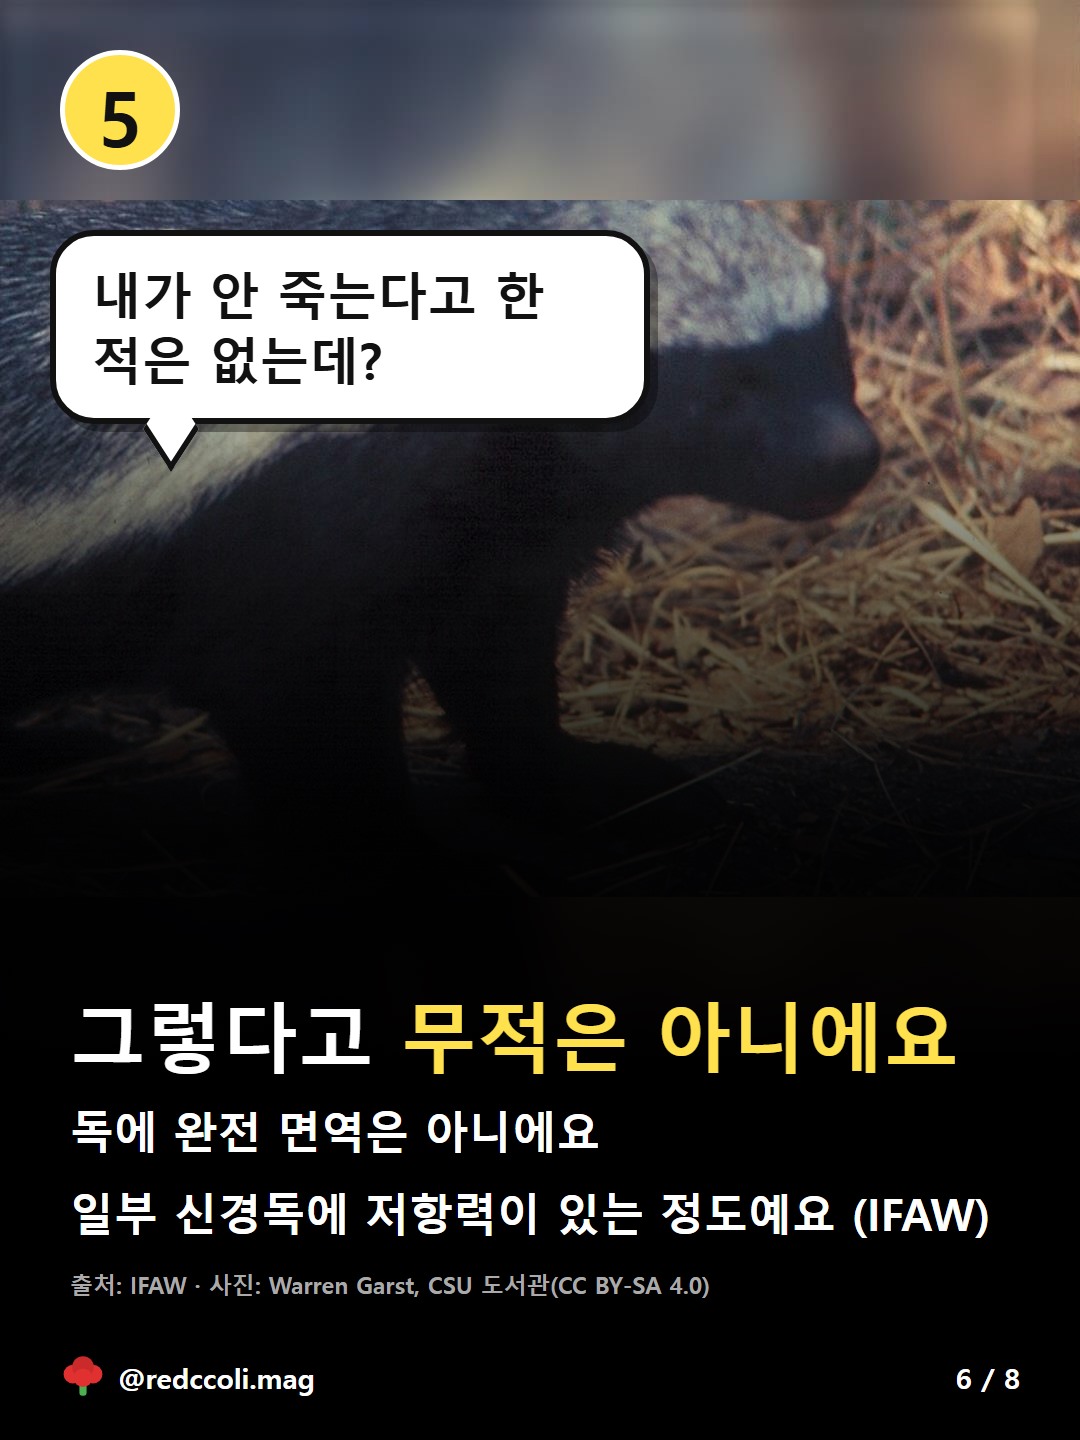 5
내가 안 죽는다고 한
적은 없는데?
그렇다고 무적은 아니에요
독에 완전 면역은 아니에요
일부 신경독에 저항력이 있는 정도예요 (IFAW)
출처: IFAW · 사진: Warren Garst, CSU 도서관(CC BY-SA 4.0)
@redccoli.mag
6 / 8